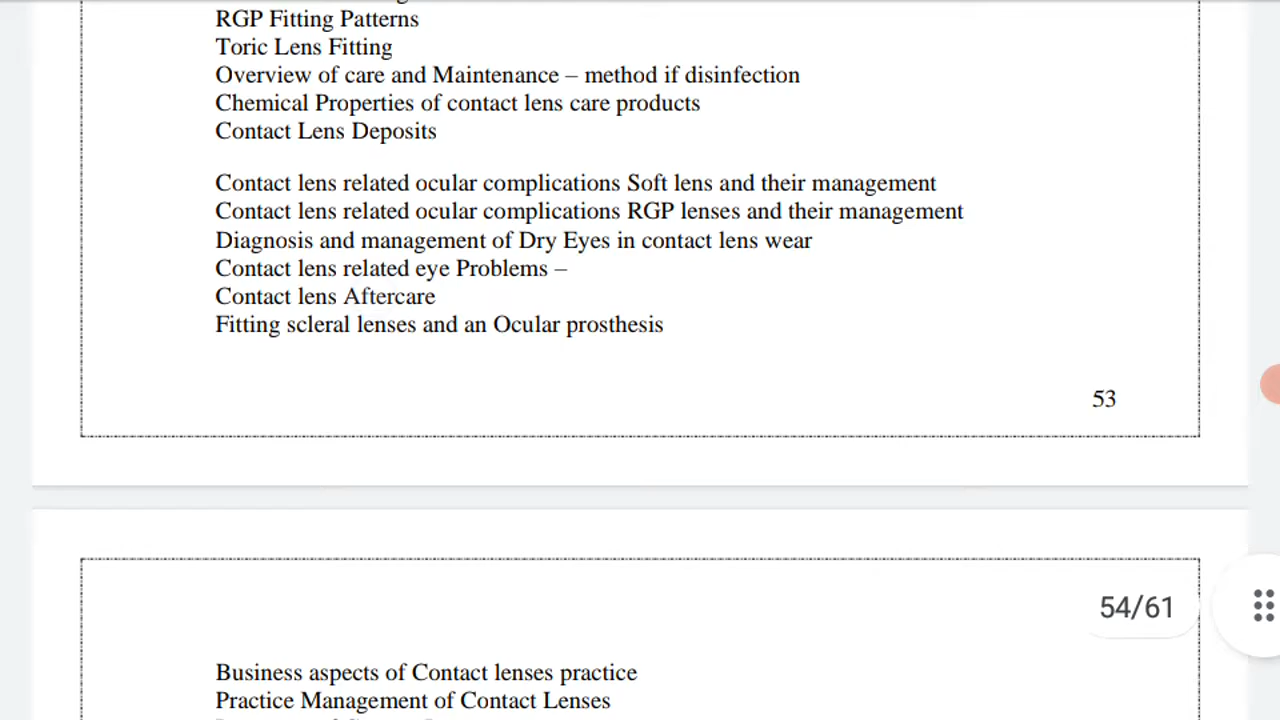 RGP Fitting Patterns
Toric Lens Fitting
Overview of care and Maintenance – method if disinfection
Chemical Properties of contact lens care products
Contact Lens Deposits
Contact lens related ocular complications Soft lens and their management
Contact lens related ocular complications RGP lenses and their management
Diagnosis and management of Dry Eyes in contact lens wear
Contact lens related eye Problems –
Contact lens Aftercare
Fitting scleral lenses and an Ocular prosthesis
53
54/61
Business aspects of Contact lenses practice
Practice Management of Contact Lenses